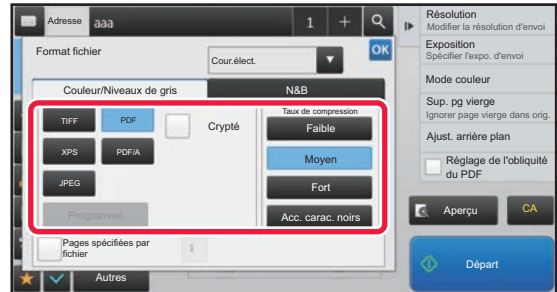 Adresse aaa 1 +
Format fichier
Cour.élect.
OK
Couleur/Niveaux de gris
N&B
TIFF
PDF
Crypté
XPS
PDF/A
JPEG
Programmé
Taux de compression
Faible
Moyen
Fort
Acc. carac. noirs
Pages spécifiées par
fichier
1
Autres
Résolution
Modifier la résolution d'envoi
Exposition
Spécifier l'expo. d'envoi
Mode couleur
Sup. pg vierge
Ignorer page vierge dans orig.
Ajust. arrière plan
Réglage de l'obliquité
du PDF
Aperçu
CA
Départ